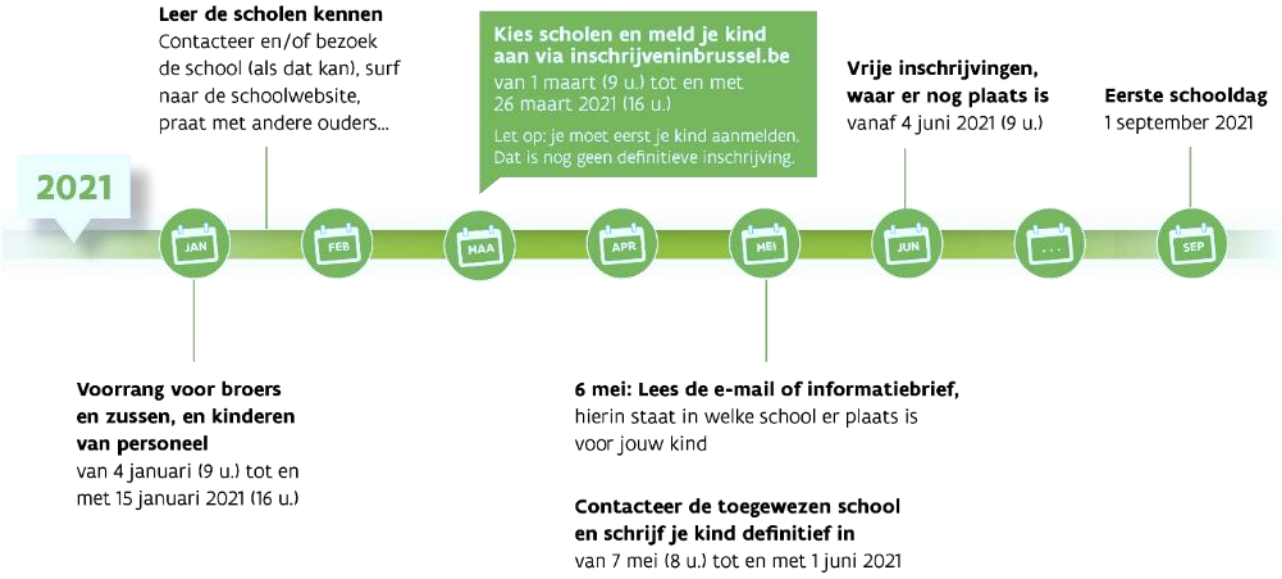 Leer de scholen kennen
Contacteer en/of bezoek
de school (als dat kan), surf
naar de schoolwebsite,
praat met andere ouders...
Kies scholen en meld je kind
aan via inschrijveninbrussel.be
van 1 maart (9 u.) tot en met
26 maart 2021 (16 u.)
Let op: je moet eerst je kind aanmelden.
Dat is nog geen definitieve inschrijving.
Vrije inschrijvingen,
waar er nog plaats is
vanaf 4 juni 2021 (9 u.)
Eerste schooldag
1 september 2021
2021
JAN
FEB
MAA
APR
MEI
JUN
...
SEP
Voorrang voor broers
en zussen, en kinderen
van personeel
van 4 januari (9 u.) tot en
met 15 januari 2021 (16 u.)
6 mei: Lees de e-mail of informatiebrief,
hierin staat in welke school er plaats is
voor jouw kind
Contacteer de toegewezen school
en schrijf je kind definitief in
van 7 mei (8 u.) tot en met 1 juni 2021